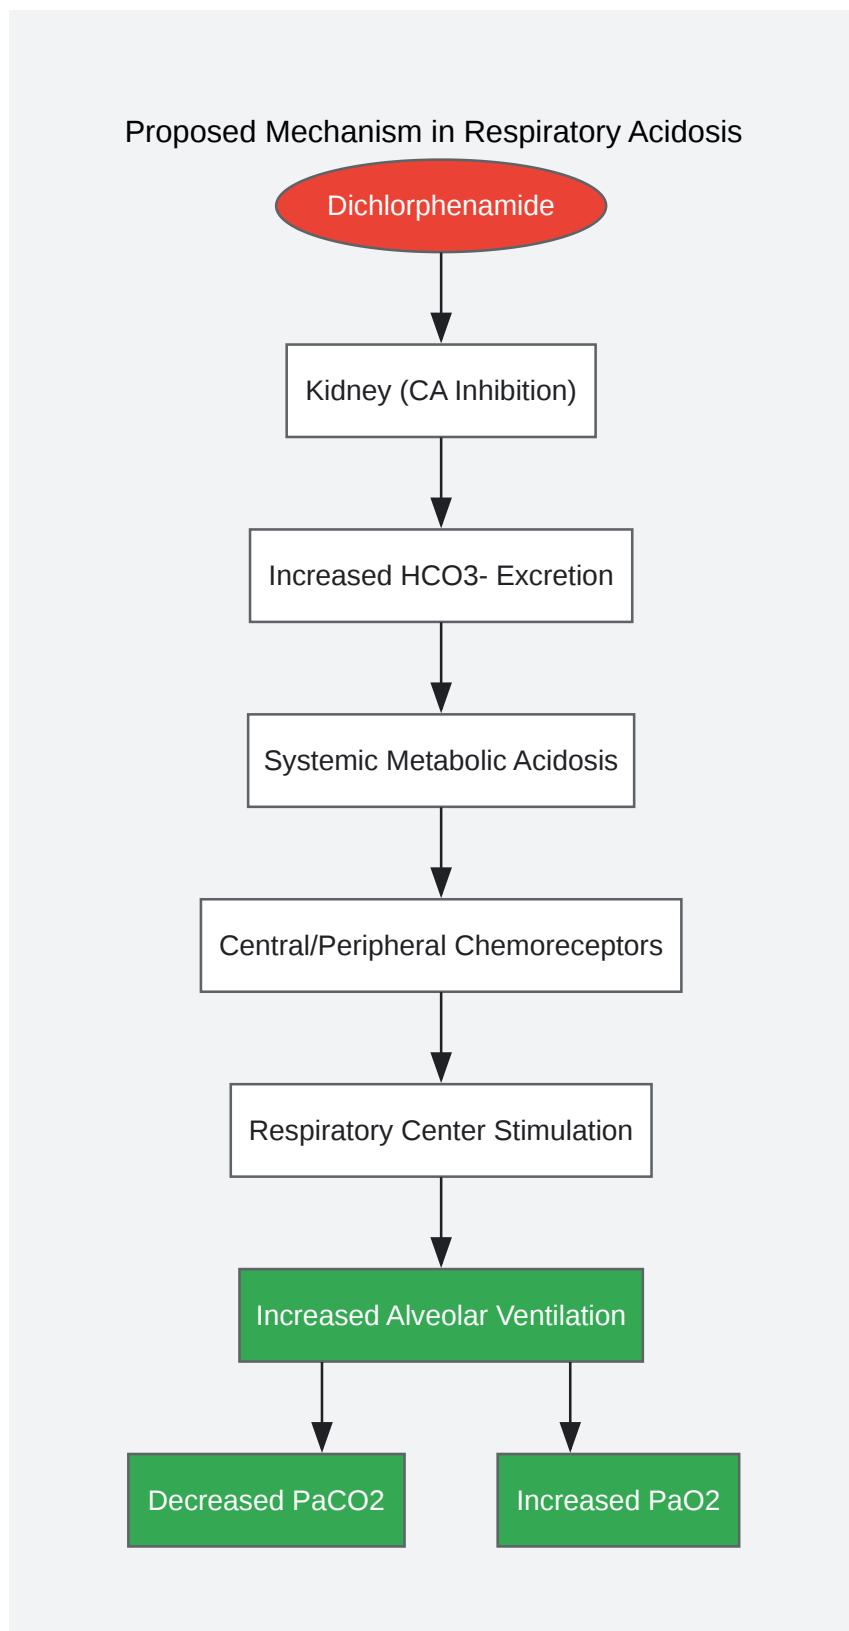 Proposed Mechanism in Respiratory Acidosis
Dichlorphenamide
Kidney (CA Inhibition)
Increased HCO3- Excretion
Systemic Metabolic Acidosis
Central/Peripheral Chemoreceptors
Respiratory Center Stimulation
Increased Alveolar Ventilation
Decreased PaCO2
Increased PaO2